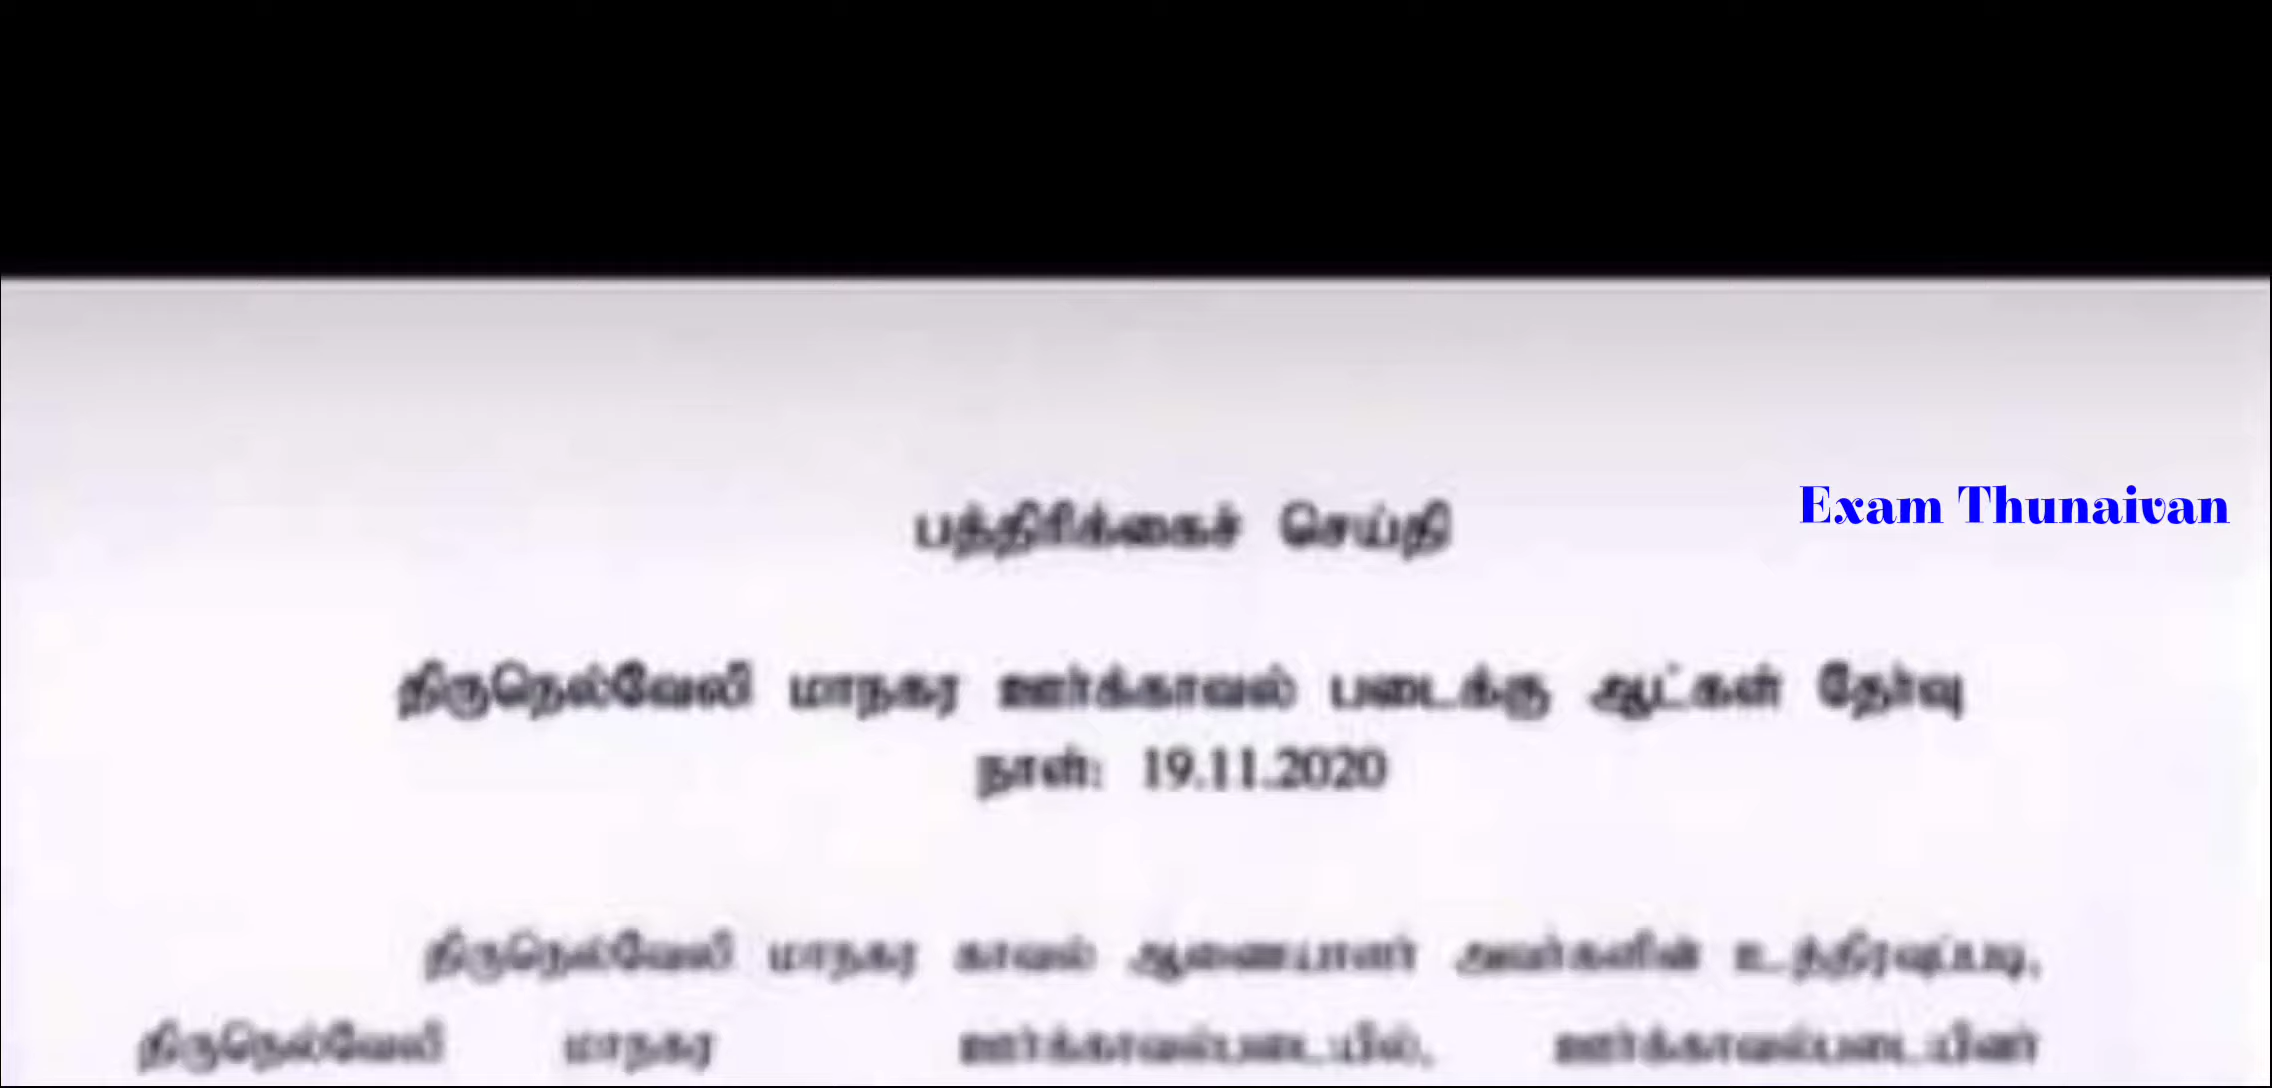 பத்திரிக்கைச் செய்தி
Exam Thunaivan
திருநெல்வேலி மாநகர ஊர்க்காவல் படைக்கு ஆட்கள் தேர்வு
நாள்: 19.11.2020
திருநெல்வேலி மாநகர காவல் ஆணையாளர் அவர்களின் உத்திரவுப்படி,
திருநெல்வேலி மாநகர ஊர்க்காவல்படையில், ஊர்க்காவல்படையினர்